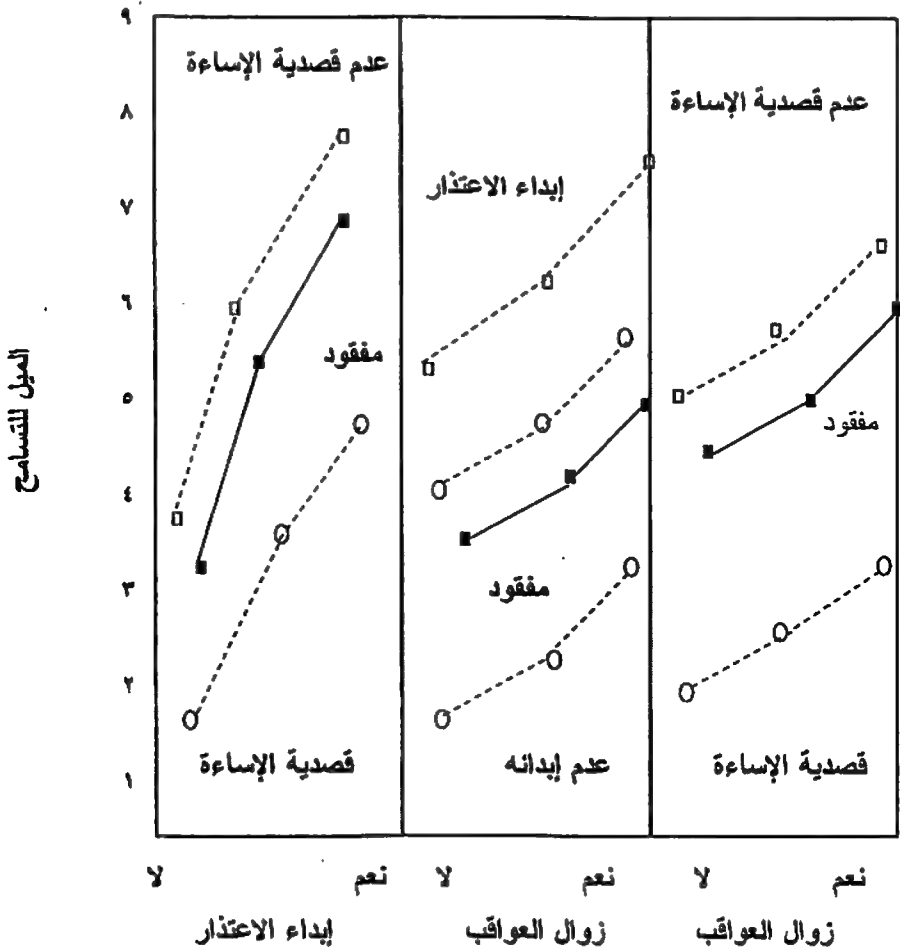 ٩
عدم قصدية الإساءة
عدم قصدية الإساءة
٨
إبداء الاعتذار
٧
٦
مفقود
٥
مفقود
٤
الميل للتسامح
مفقود
٣
٢
قصدية الإساءة
عدم إبدائه
قصدية الإساءة
١
لا نعم لا نعم لا نعم
إبداء الاعتذار زوال العواقب زوال العواقب